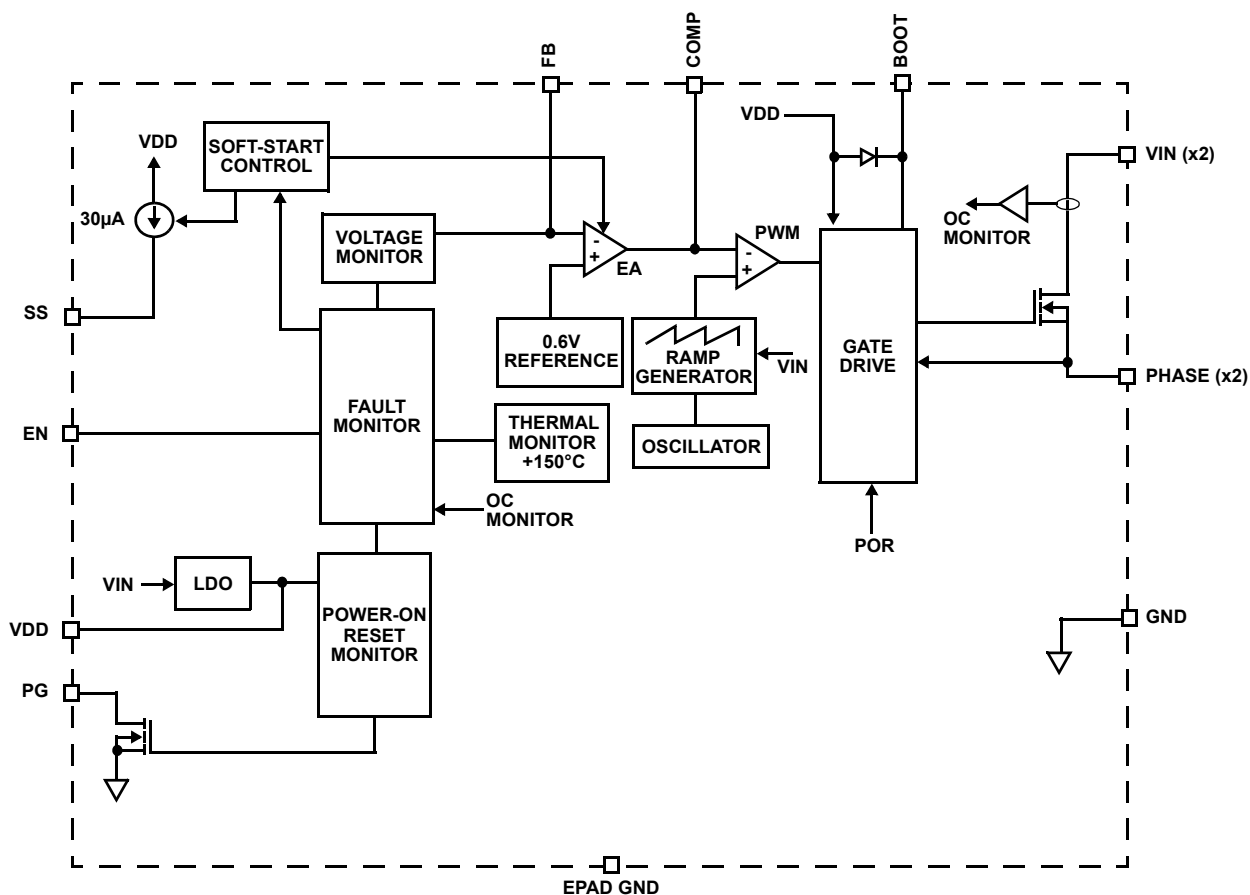 FB
COMP
BOOT
VDD
SOFT-START
CONTROL
30µA
VDD
VIN (x2)
OC
MONITOR
VOLTAGE
MONITOR
-
+
EA
PWM
-
+
SS
0.6V
REFERENCE
RAMP
GENERATOR
VIN
GATE
DRIVE
PHASE (x2)
FAULT
MONITOR
EN
THERMAL
MONITOR
+150°C
OSCILLATOR
OC
MONITOR
POR
VIN
LDO
VDD
POWER-ON
RESET
MONITOR
GND
PG
EPAD GND